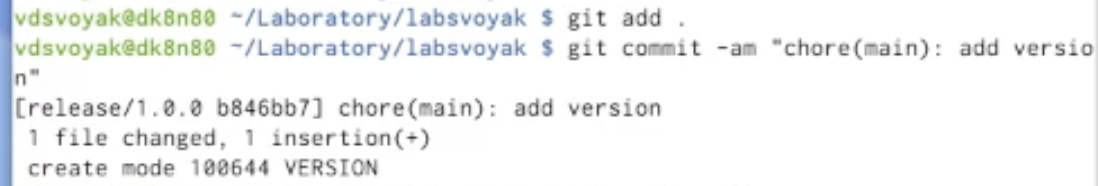 vdsvoyak@dk8n80 ~/Laboratory/labsvoyak $ git add .
vdsvoyak@dk8n80 ~/Laboratory/labsvoyak $ git commit -am "chore(main): add versio
n"
[release/1.0.0 b846bb7] chore(main): add version
 1 file changed, 1 insertion(+)
 create mode 100644 VERSION